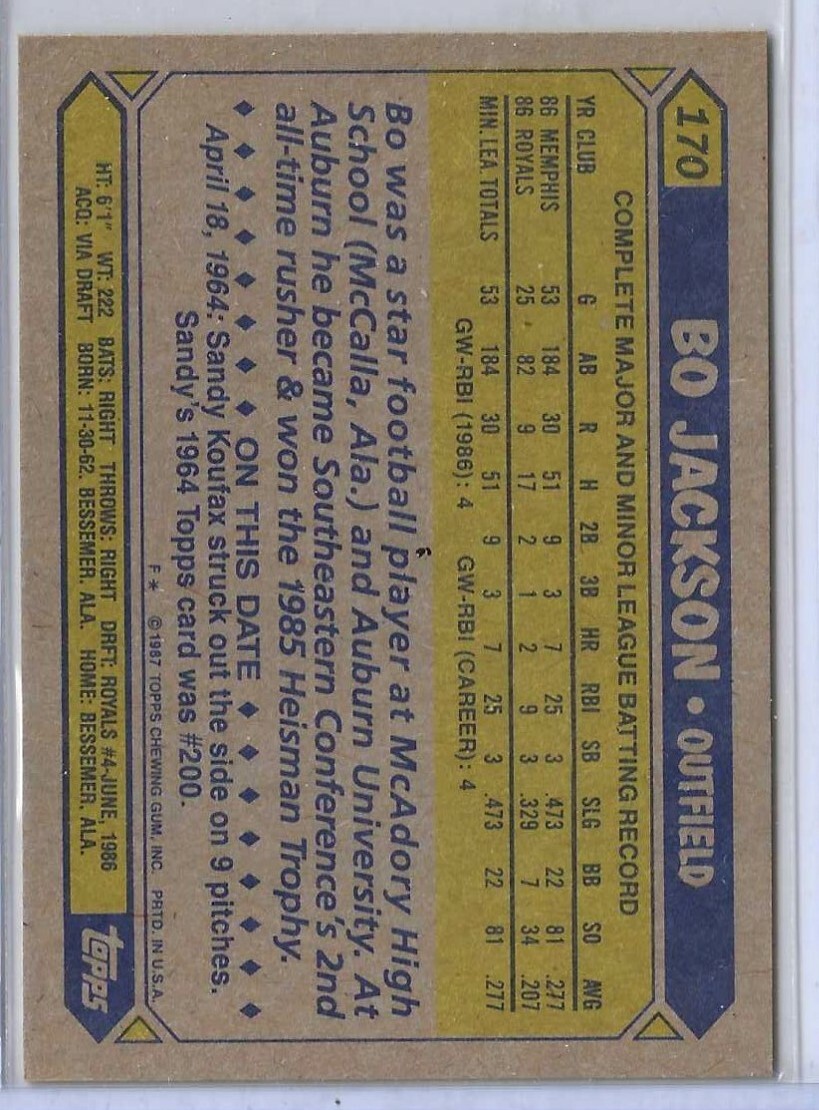 170 BO JACKSON • OUTFIELD
COMPLETE MAJOR AND MINOR LEAGUE BATTING RECORD
YR CLUB G AB R H 2B 3B HR RBI SB SLG BB SO AVG
86 MEMPHIS 53 184 30 51 9 3 7 25 3 .473 22 81 .277
86 ROYALS 25 82 9 17 2 1 2 9 3 .329 7 34 .207
MIN. LEA TOTALS 53 184 30 51 9 3 7 25 3 .473 22 81 .277
GW-RBI (1986): 4 GW-RBI (CAREER): 4
Bo was a star football player at McAdory High
School (McCalla, Ala.) and Auburn University. At
Auburn he became Southeastern Conference's 2nd
all-time rusher & won the 1985 Heisman Trophy.
♦ ♦ ♦ ♦ ♦ ♦ ♦ ♦ ON THIS DATE ♦ ♦ ♦ ♦ ♦ ♦ ♦ ♦
April 18, 1964: Sandy Koufax struck out the side on 9 pitches.
Sandy's 1964 Topps card was #200.
F* ©1987 TOPPS CHEWING GUM, INC. PRTD. IN U.S.A.
HT: 6'1" WT: 222 BATS: RIGHT THROWS: RIGHT DRFT: ROYALS #4-JUNE, 1986
ACQ: VIA DRAFT BORN: 11-30-62, BESSEMER, ALA. HOME: BESSEMER, ALA.
topps